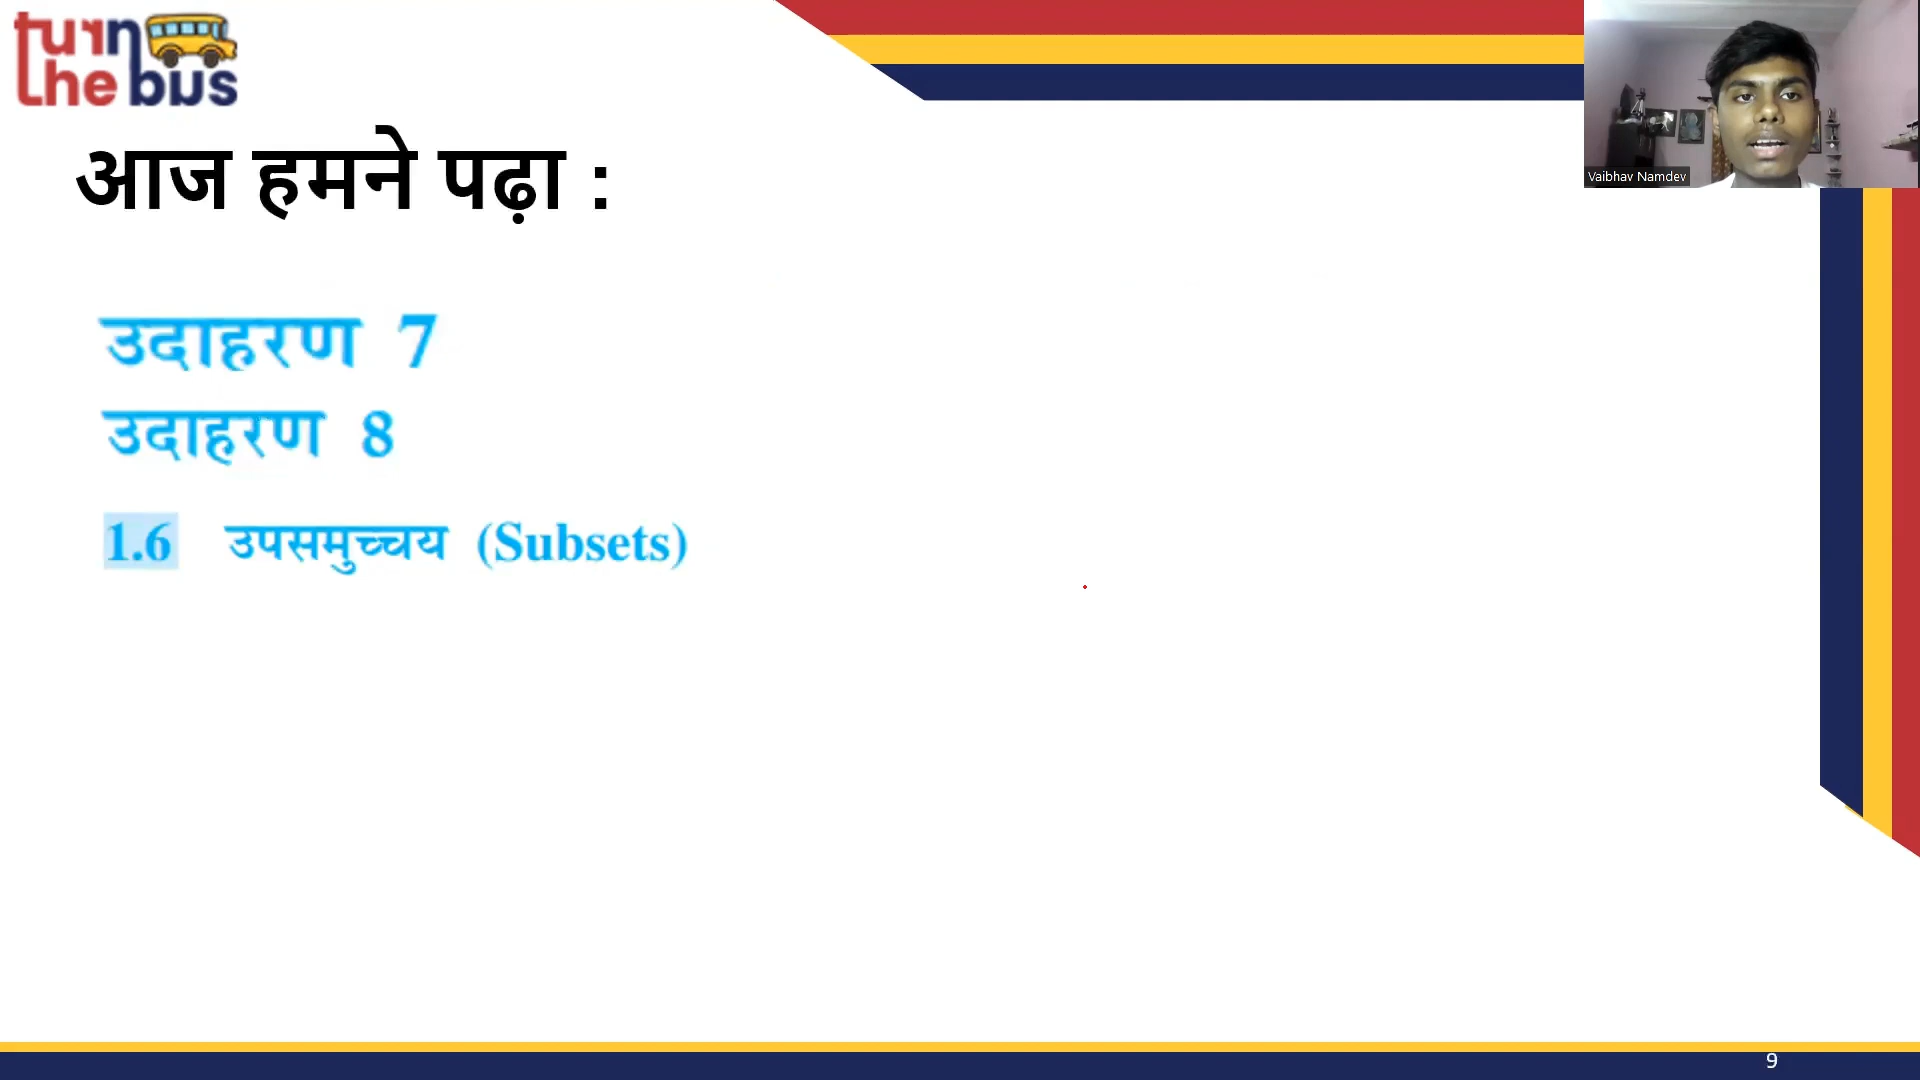 turn
the bus
Vaibhav Namdev
आज हमने पढ़ा :
उदाहरण 7
उदाहरण 8
1.6 उपसमुच्चय (Subsets)
9